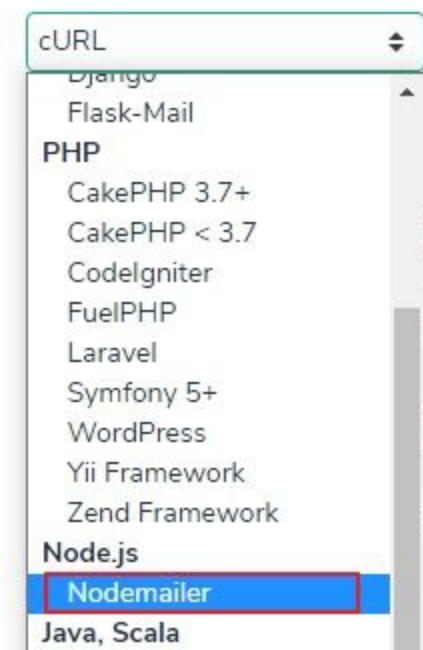 cURL
Django
Flask-Mail
PHP
CakePHP 3.7+
CakePHP < 3.7
CodeIgniter
FuelPHP
Laravel
Symfony 5+
WordPress
Yii Framework
Zend Framework
Node.js
Nodemailer
Java, Scala